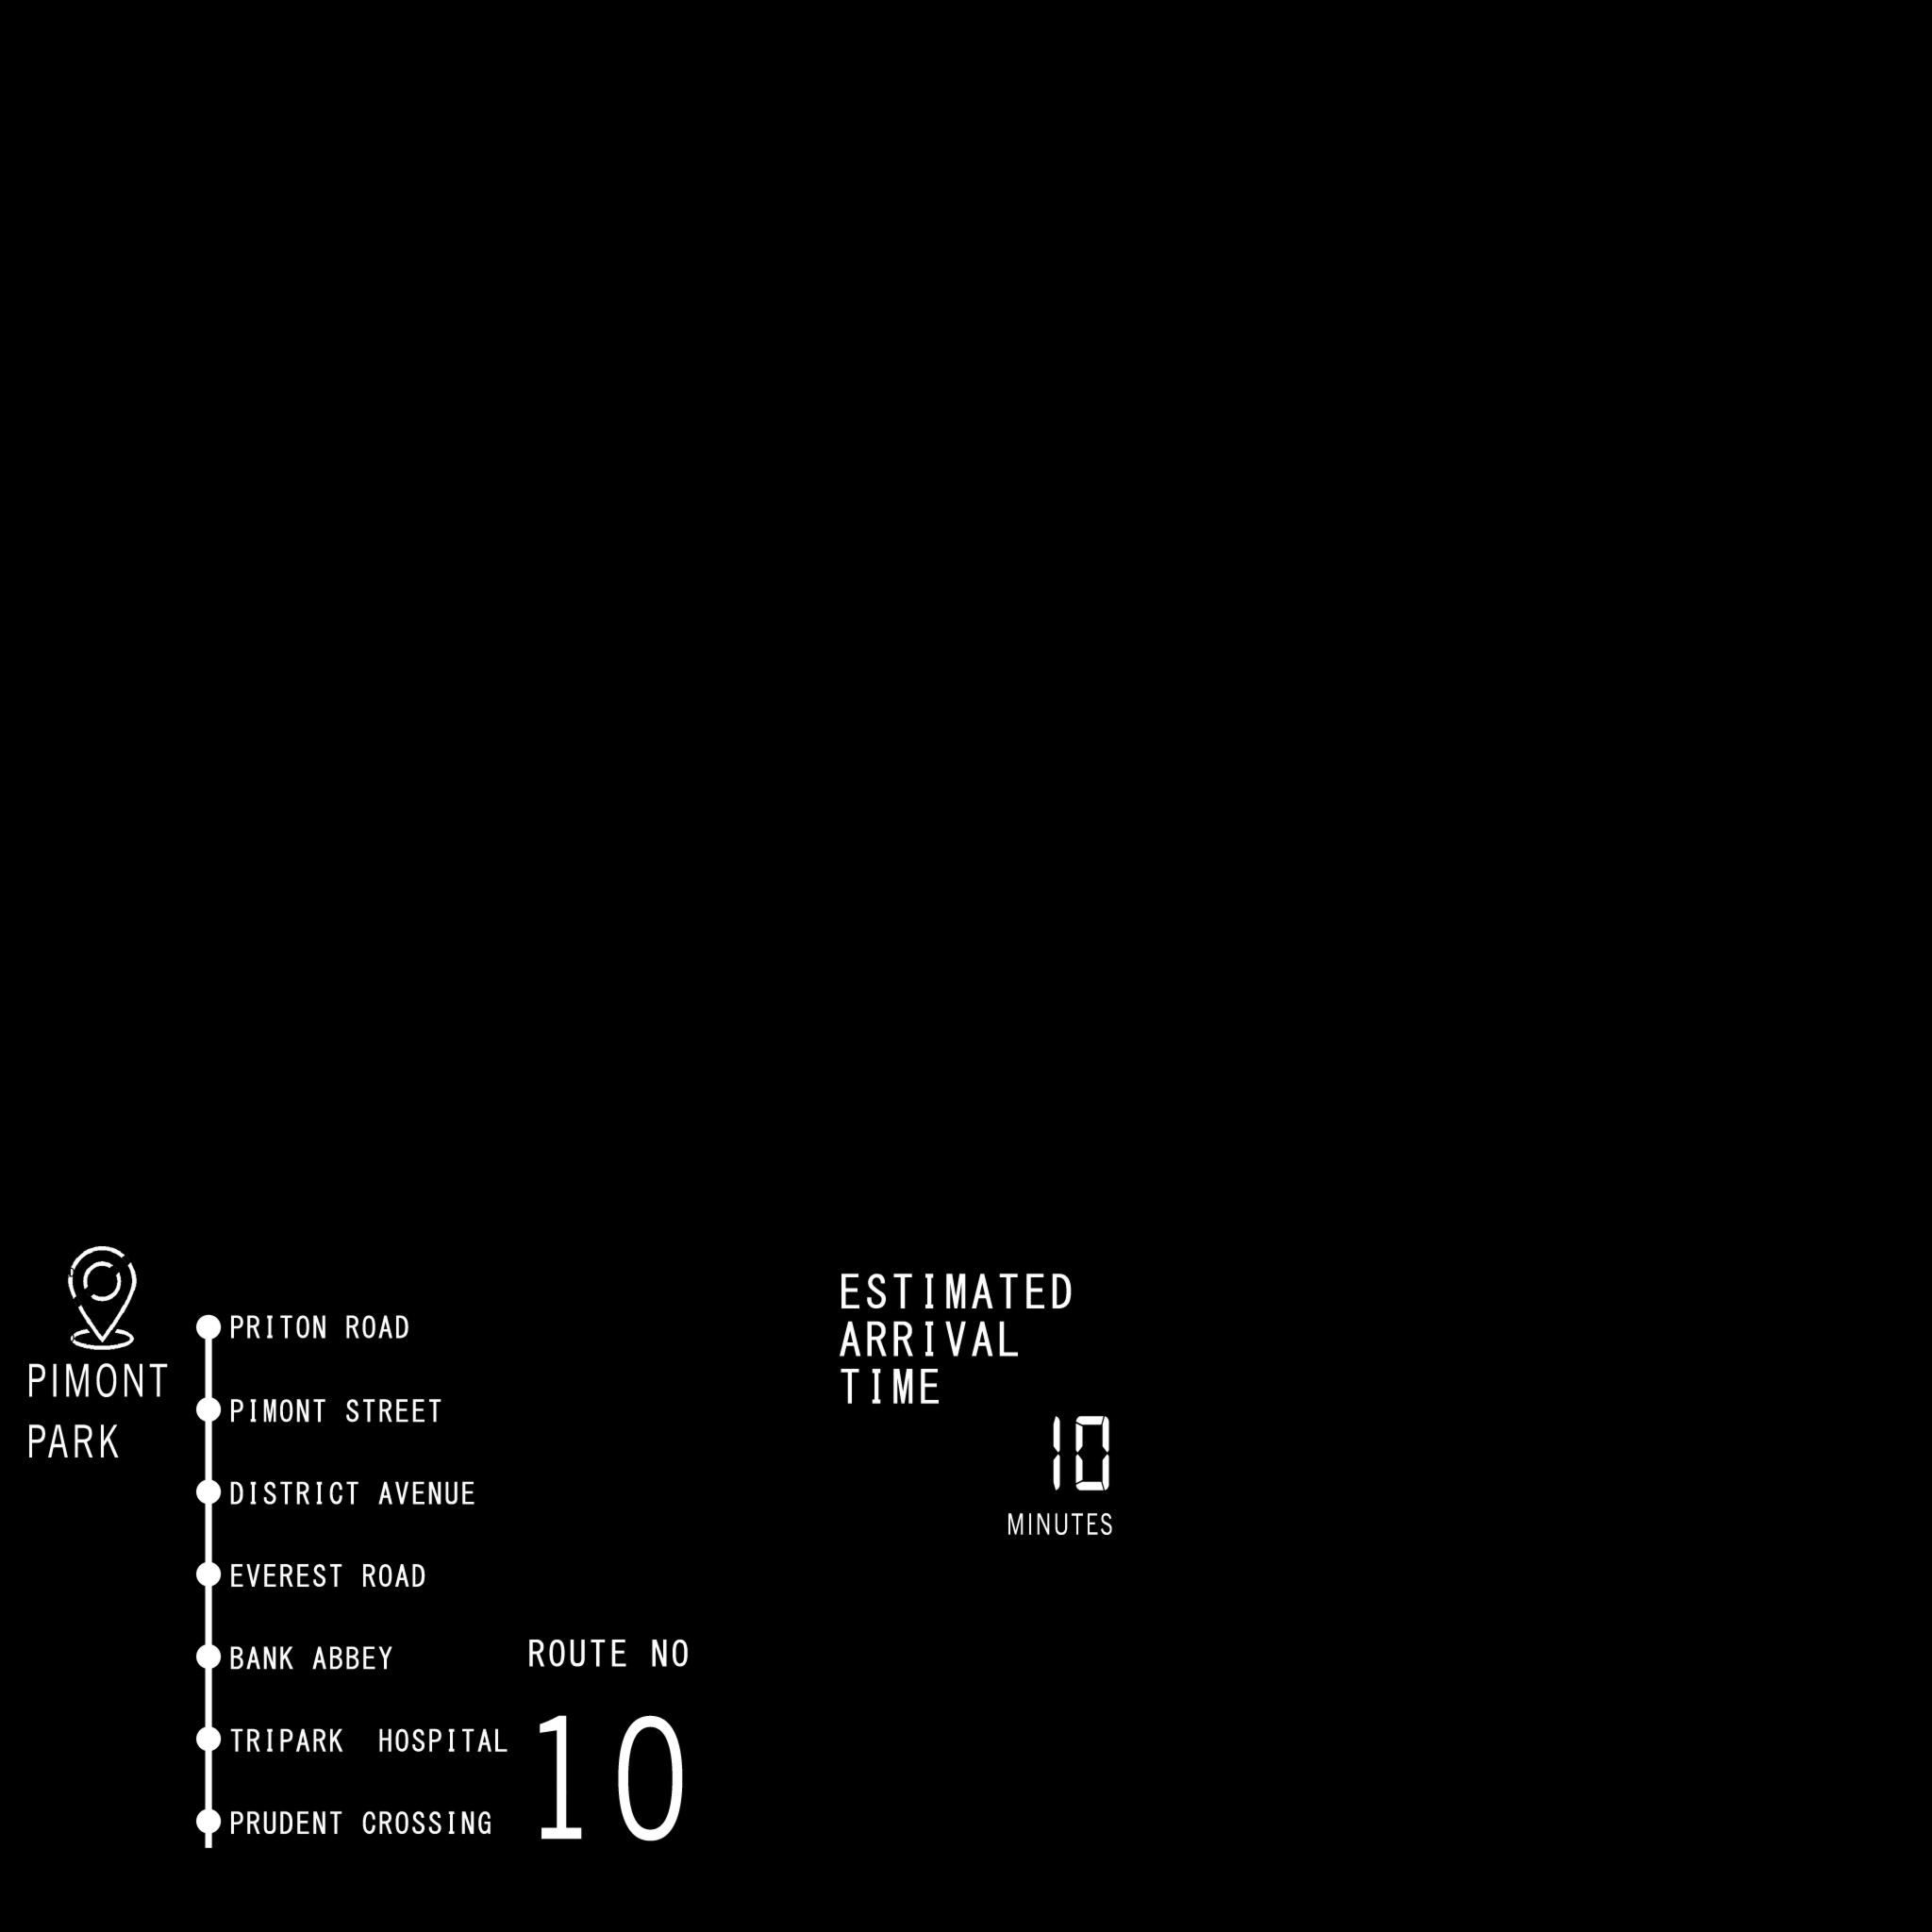 PIMONT
PARK
PRITON ROAD
PIMONT STREET
DISTRICT AVENUE
EVEREST ROAD
BANK ABBEY
TRIPARK HOSPITAL
PRUDENT CROSSING
ROUTE NO
10
ESTIMATED
ARRIVAL
TIME
10
MINUTES